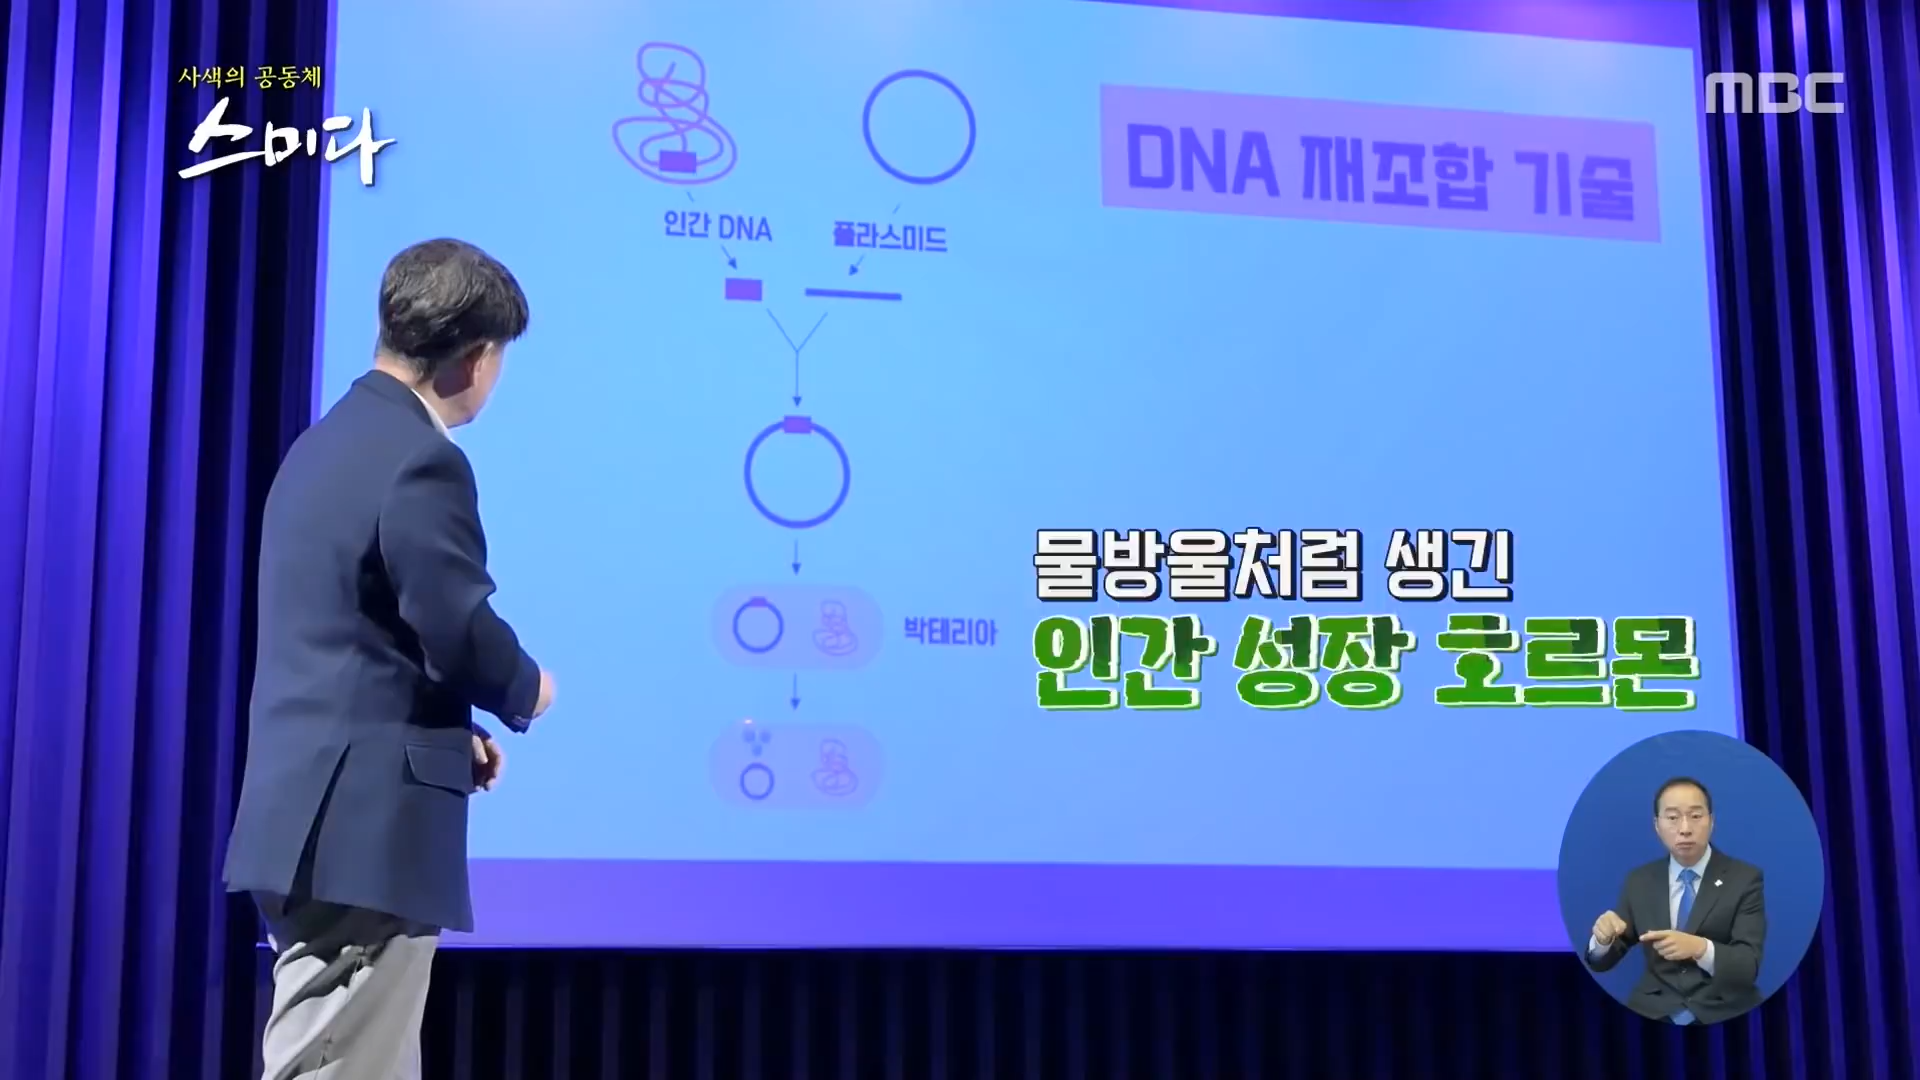 사색의 공동체
스미다
MBC
DNA 재조합 기술
인간 DNA
플라스미드
박테리아
물방울처럼 생긴
인간 성장 호르몬